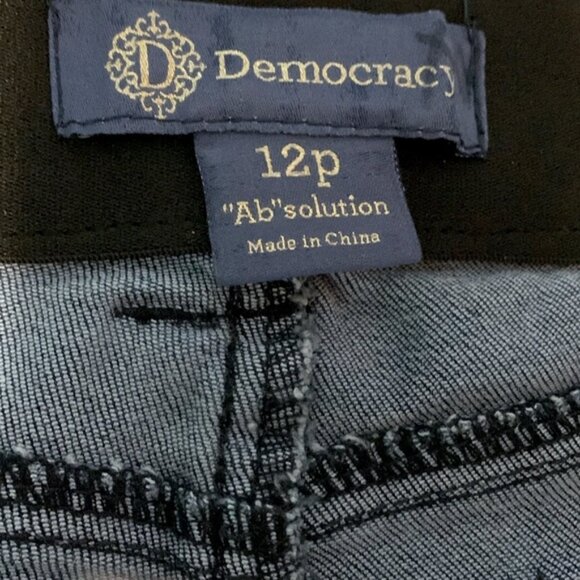 D Democracy
12p
"Ab"solution
Made in China